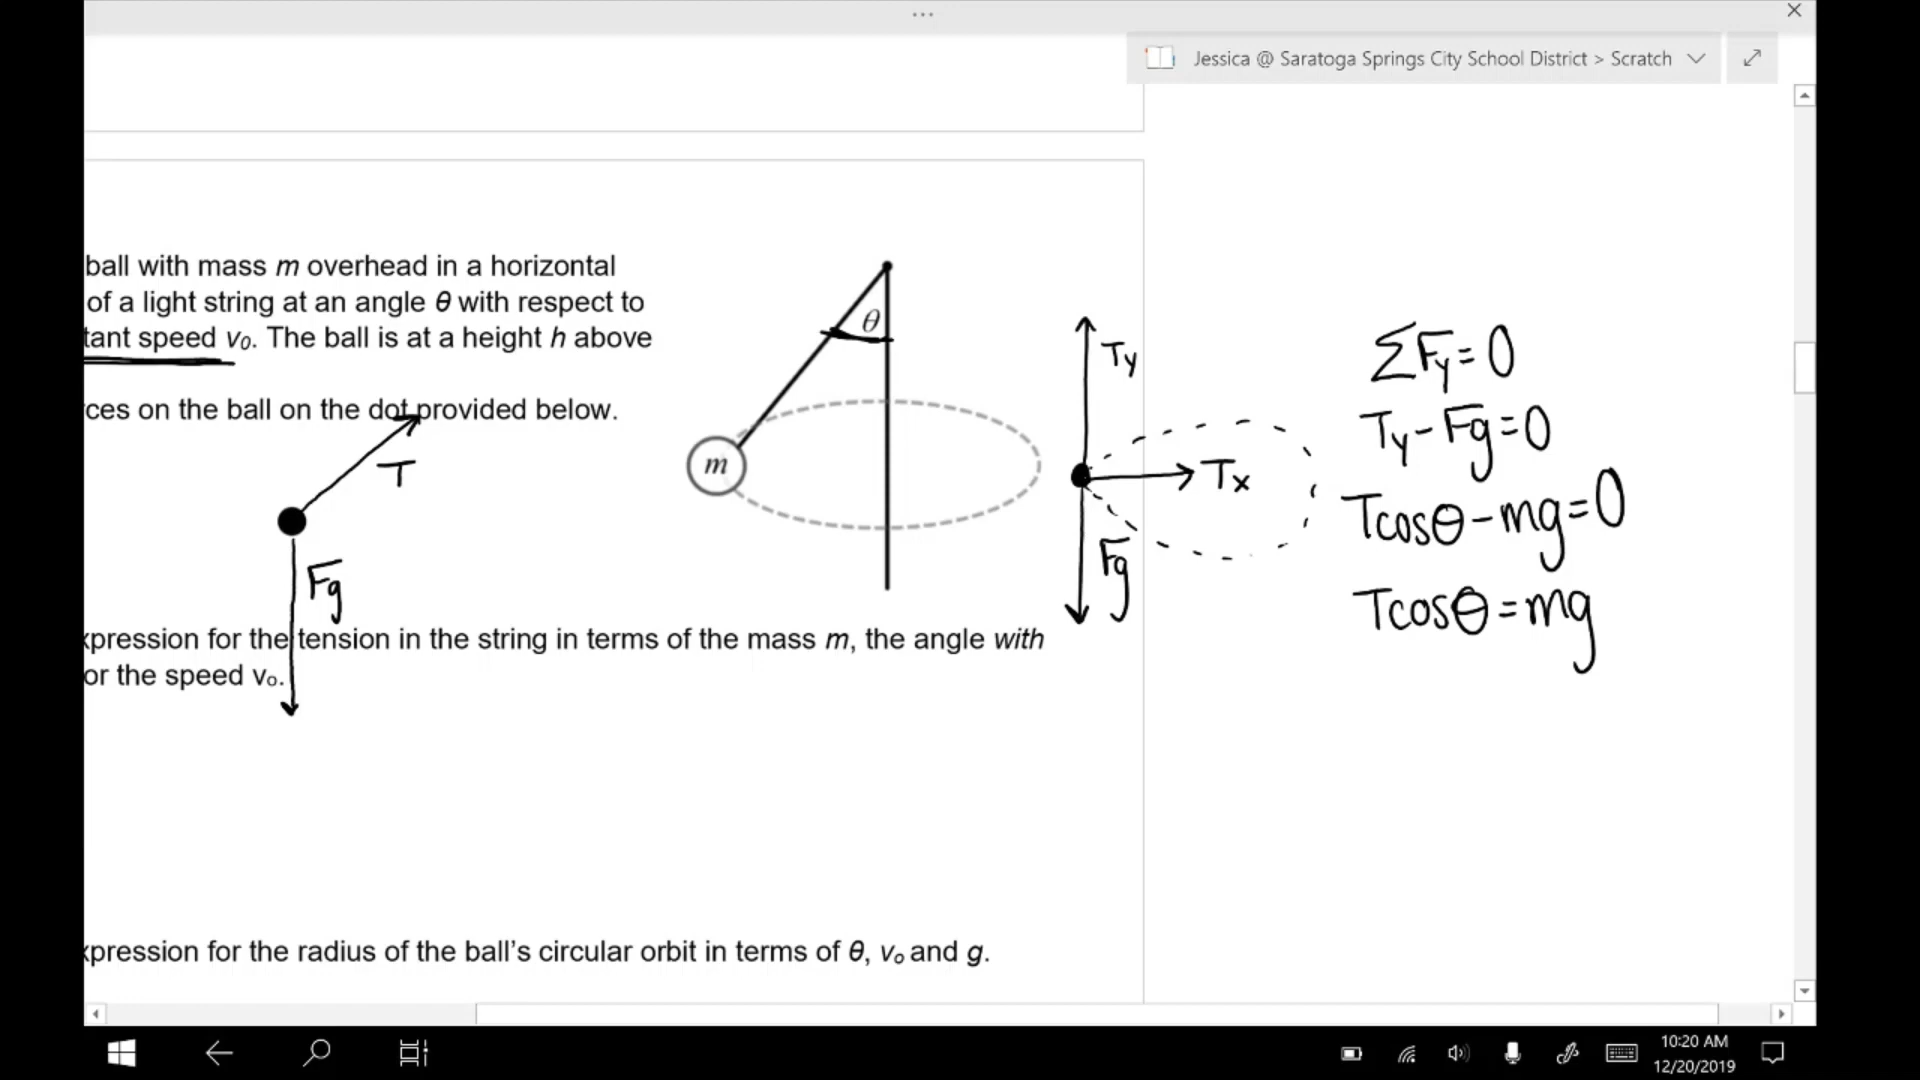 ...
Jessica @ Saratoga Springs City School District > Scratch
ball with mass m overhead in a horizontal
of a light string at an angle θ with respect to
tant speed v₀. The ball is at a height h above
rces on the ball on the dot provided below.
T
Fg
θ
m
Ty
Tx
Fg
ΣFy=0
Ty-Fg=0
Tcosθ-mg=0
Tcosθ=mg
xpression for the tension in the string in terms of the mass m, the angle with
or the speed v₀.
xpression for the radius of the ball’s circular orbit in terms of θ, v₀ and g.
10:20 AM
12/20/2019